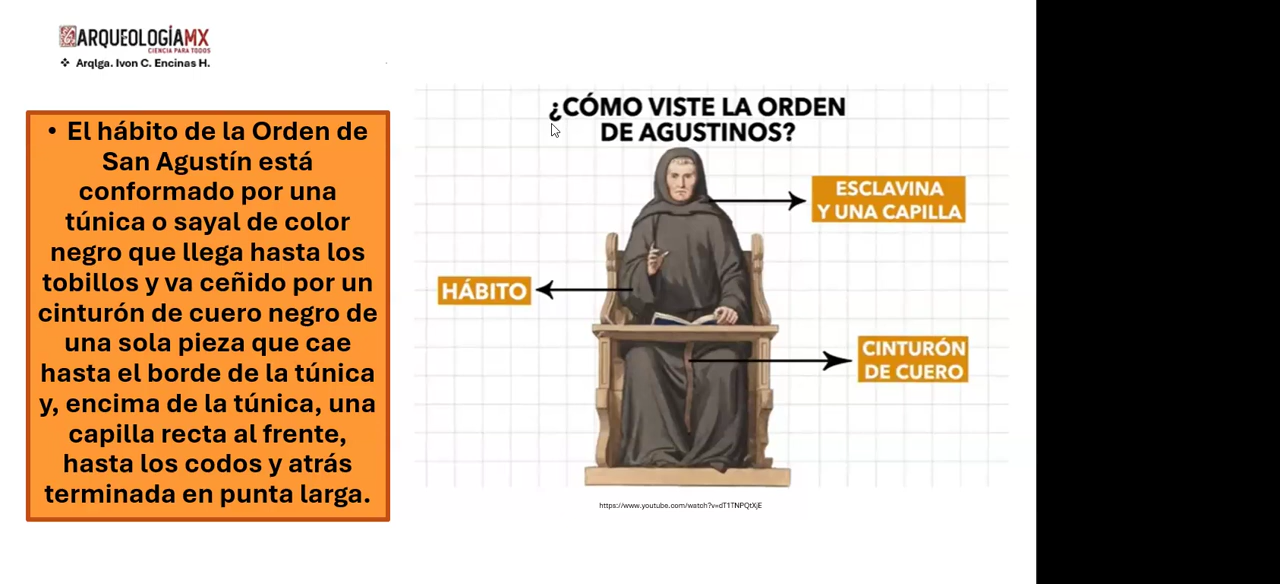 ARQUEOLOGÍAMX
CIENCIA PARA TODOS
❖ Arqlga. Ivon C. Encinas H.
• El hábito de la Orden de
San Agustín está
conformado por una
túnica o sayal de color
negro que llega hasta los
tobillos y va ceñido por un
cinturón de cuero negro de
una sola pieza que cae
hasta el borde de la túnica
y, encima de la túnica, una
capilla recta al frente,
hasta los codos y atrás
terminada en punta larga.
¿CÓMO VISTE LA ORDEN
DE AGUSTINOS?
ESCLAVINA
Y UNA CAPILLA
HÁBITO
CINTURÓN
DE CUERO
https://www.youtube.com/watch?v=dT1TNPQtXjE